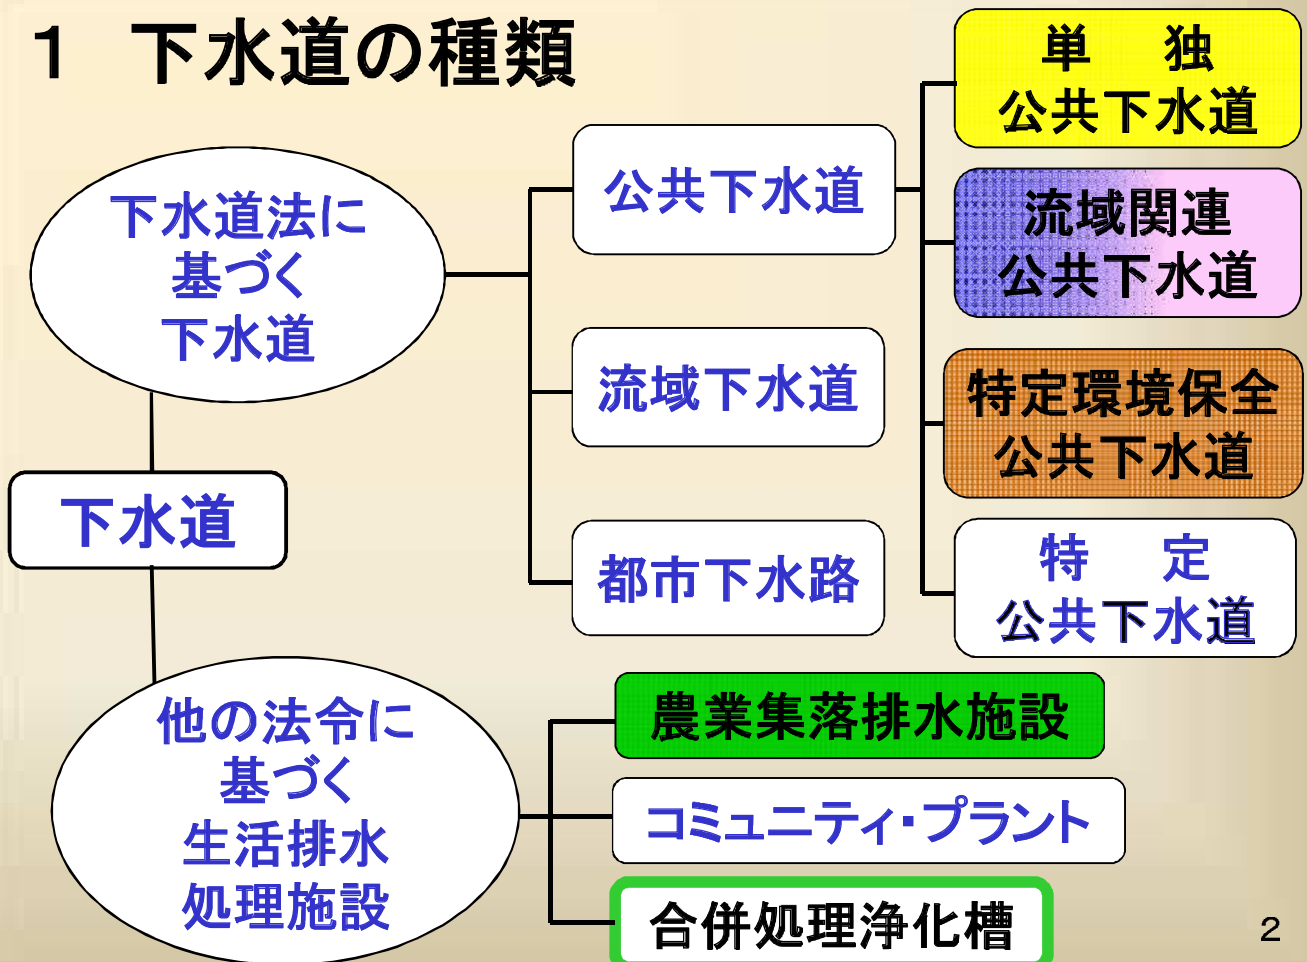 1 下水道の種類
下水道法に
基づく
下水道
下水道
他の法令に
基づく
生活排水
処理施設
公共下水道
流域下水道
都市下水路
単　独
公共下水道
流域関連
公共下水道
特定環境保全
公共下水道
特　定
公共下水道
農業集落排水施設
コミュニティ・プラント
合併処理浄化槽
2